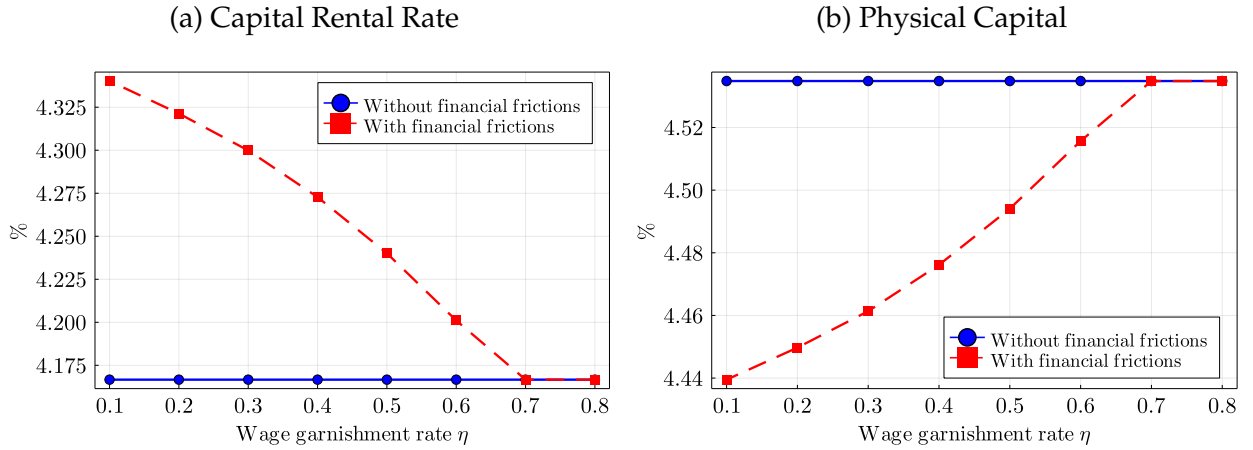 (a) Capital Rental Rate
4.325
4.300
4.275
4.250
4.225
4.200
4.175
%
0.1 0.2 0.3 0.4 0.5 0.6 0.7 0.8
Wage garnishment rate η
Without financial frictions
With financial frictions
(b) Physical Capital
4.52
4.50
4.48
4.46
4.44
%
0.1 0.2 0.3 0.4 0.5 0.6 0.7 0.8
Wage garnishment rate η
Without financial frictions
With financial frictions